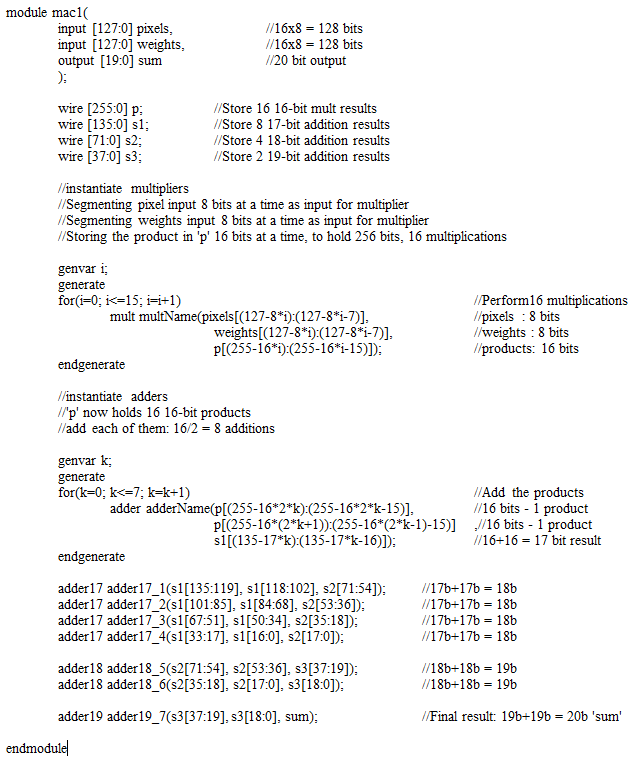 module mac1(
input [127:0] pixels, //16x8 = 128 bits
input [127:0] weights, //16x8 = 128 bits
output [19:0] sum //20 bit output
);
wire [255:0] p; //Store 16 16-bit mult results
wire [135:0] s1; //Store 8 17-bit addition results
wire [71:0] s2; //Store 4 18-bit addition results
wire [37:0] s3; //Store 2 19-bit addition results
//instantiate multipliers
//Segmenting pixel input 8 bits at a time as input for multiplier
//Segmenting weights input 8 bits at a time as input for multiplier
//Storing the product in 'p' 16 bits at a time, to hold 256 bits, 16 multiplications
genvar i;
generate
for(i=0; i<=15; i=i+1) //Perform16 multiplications
mult multName(pixels[(127-8*i):(127-8*i-7)], //pixels : 8 bits
weights[(127-8*i):(127-8*i-7)], //weights : 8 bits
p[(255-16*i):(255-16*i-15)]); //products: 16 bits
endgenerate
//instantiate adders
//'p' now holds 16 16-bit products
//add each of them: 16/2 = 8 additions
genvar k;
generate
for(k=0; k<=7; k=k+1) //Add the products
adder adderName(p[(255-16*2*k):(255-16*2*k-15)], //16 bits - 1 product
p[(255-16*(2*k+1)):(255-16*(2*k-1)-15)] ,//16 bits - 1 product
s1[(135-17*k):(135-17*k-16)]); //16+16 = 17 bit result
endgenerate
adder17 adder17_1(s1[135:119], s1[118:102], s2[71:54]); //17b+17b = 18b
adder17 adder17_2(s1[101:85], s1[84:68], s2[53:36]); //17b+17b = 18b
adder17 adder17_3(s1[67:51], s1[50:34], s2[35:18]); //17b+17b = 18b
adder17 adder17_4(s1[33:17], s1[16:0], s2[17:0]); //17b+17b = 18b
adder18 adder18_5(s2[71:54], s2[53:36], s3[37:19]); //18b+18b = 19b
adder18 adder18_6(s2[35:18], s2[17:0], s3[18:0]); //18b+18b = 19b
adder19 adder19_7(s3[37:19], s3[18:0], sum); //Final result: 19b+19b = 20b 'sum'
endmodule